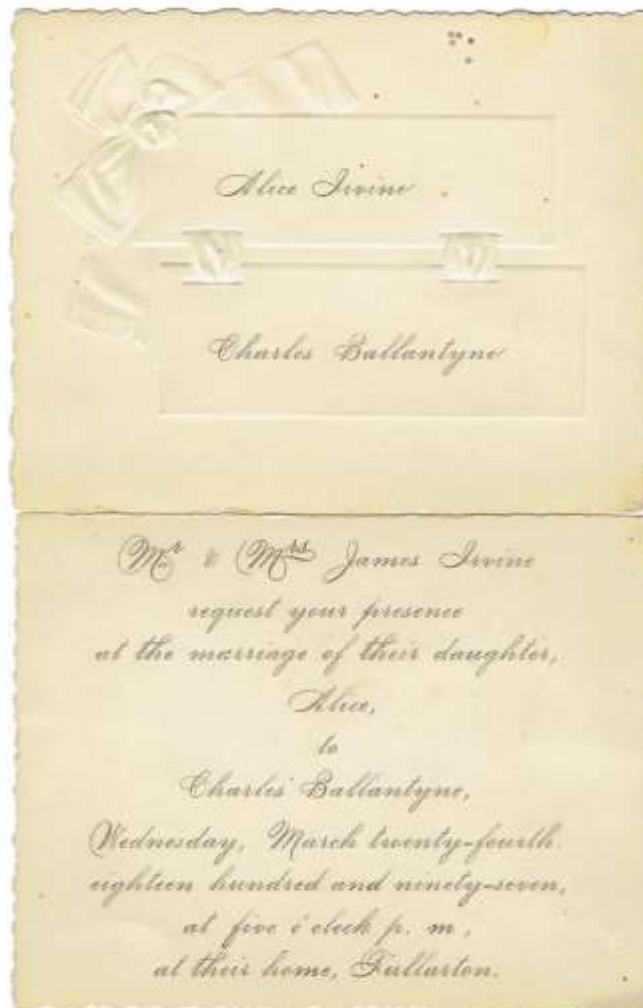 Alice Irvine
Charles Ballantyne
Mr & Mrs James Irvine
request your presence
at the marriage of their daughter,
Alice,
to
Charles Ballantyne,
Wednesday, March twenty-fourth.
eighteen hundred and ninety-seven,
at five o'clock p. m.,
at their home, Fullarton.